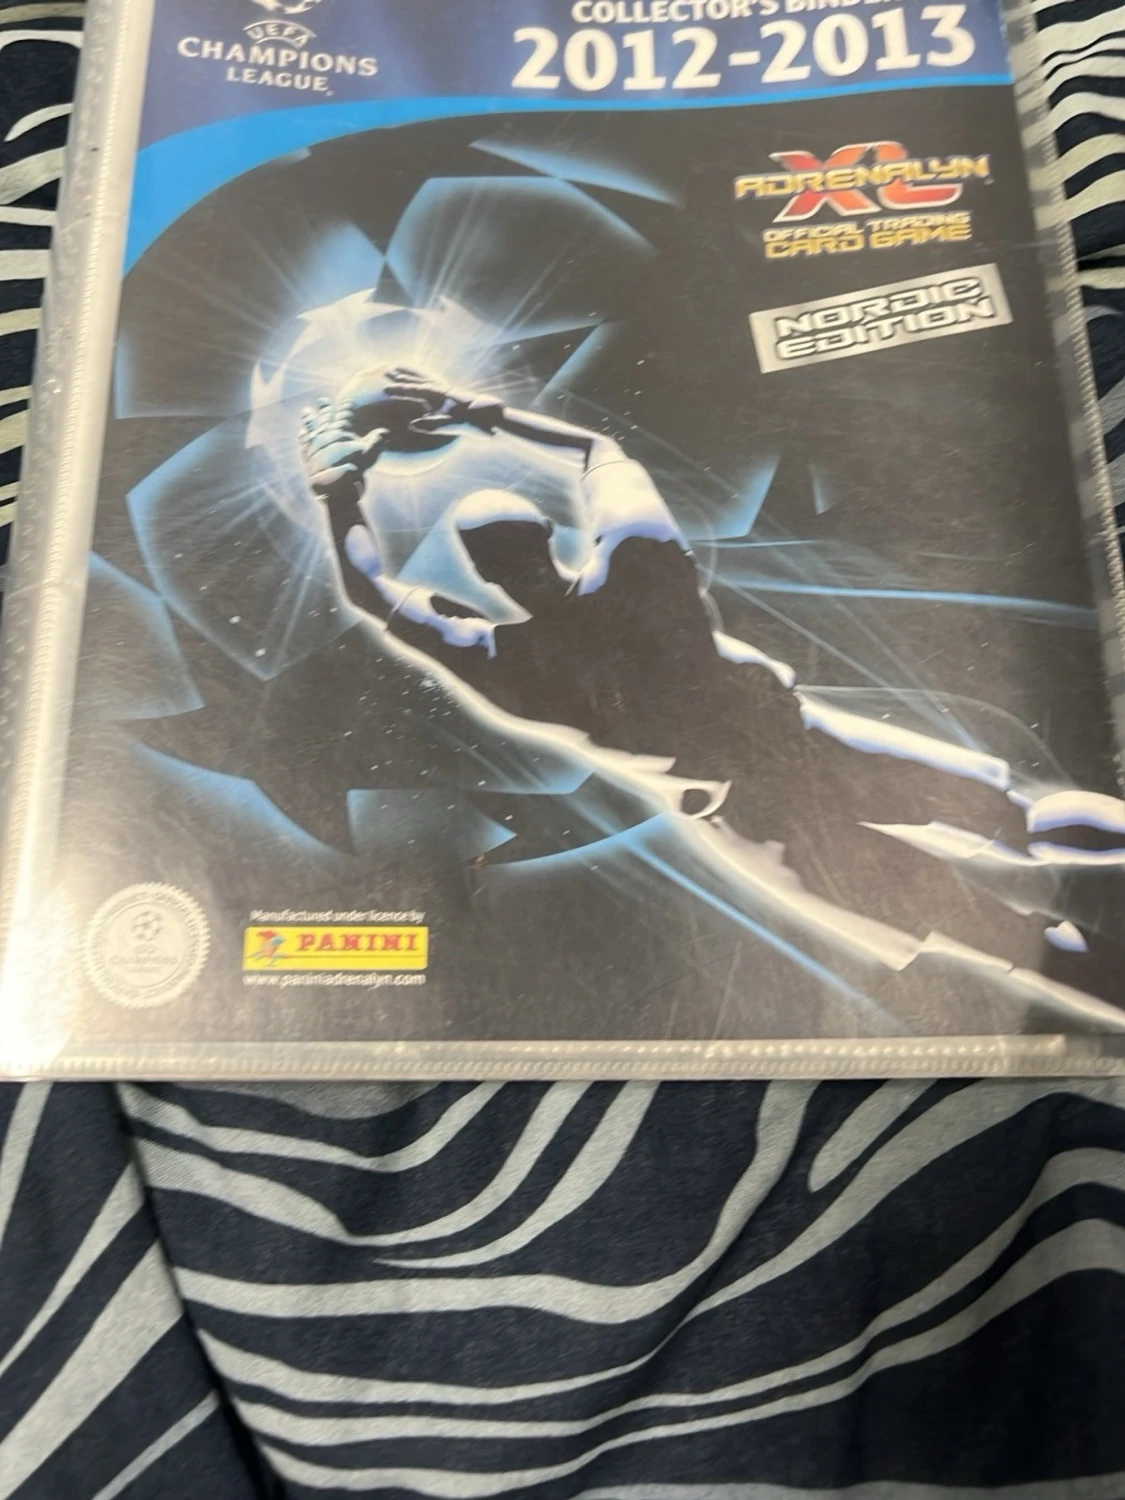 COLLECTOR'S BINDER
2012-2013
UEFA
CHAMPIONS
LEAGUE®
ADRENALYN
XL
OFFICIAL TRADING
CARD GAME
NORDIC
EDITION
Manufactured under licence by
PANINI
www.paniniadrenalyn.com